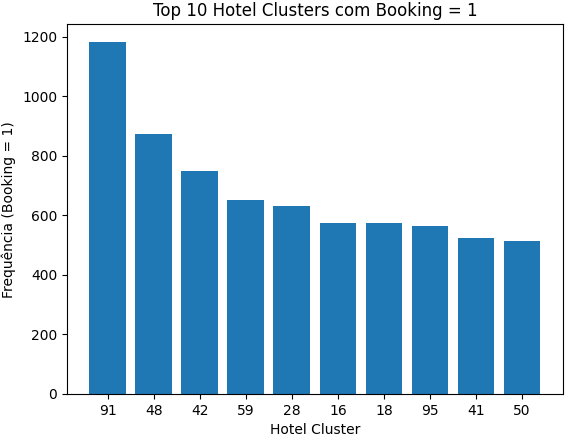 Top 10 Hotel Clusters com Booking = 1
Frequência (Booking = 1)
1200
1000
800
600
400
200
0
91 48 42 59 28 16 18 95 41 50
Hotel Cluster